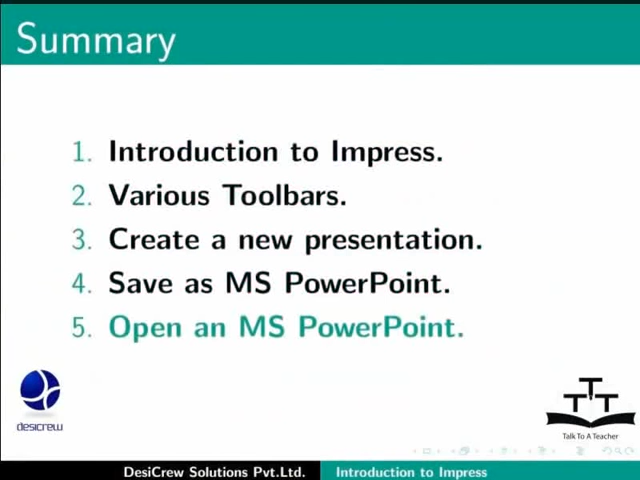 Summary
1. Introduction to Impress.
2. Various Toolbars.
3. Create a new presentation.
4. Save as MS PowerPoint.
5. Open an MS PowerPoint.
desicrew
TTT
Talk To A Teacher
DesiCrew Solutions Pvt.Ltd. Introduction to Impress